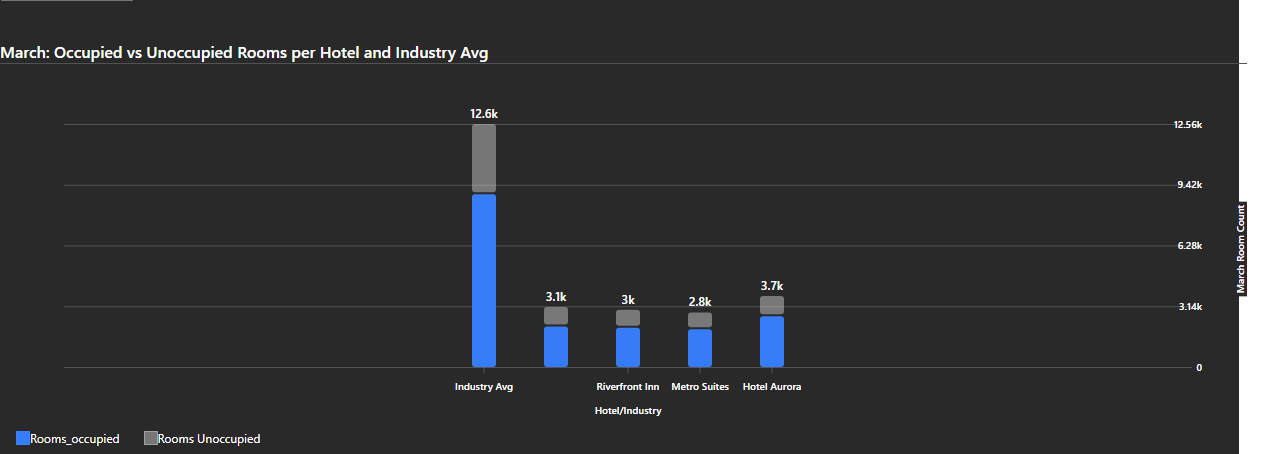 March: Occupied vs Unoccupied Rooms per Hotel and Industry Avg
12.6k
12.56k
9.42k
March Room Count
6.28k
3.1k
3k
2.8k
3.7k
3.14k
0
Industry Avg
Riverfront Inn
Metro Suites
Hotel Aurora
Hotel/Industry
Rooms_occupied
Rooms Unoccupied